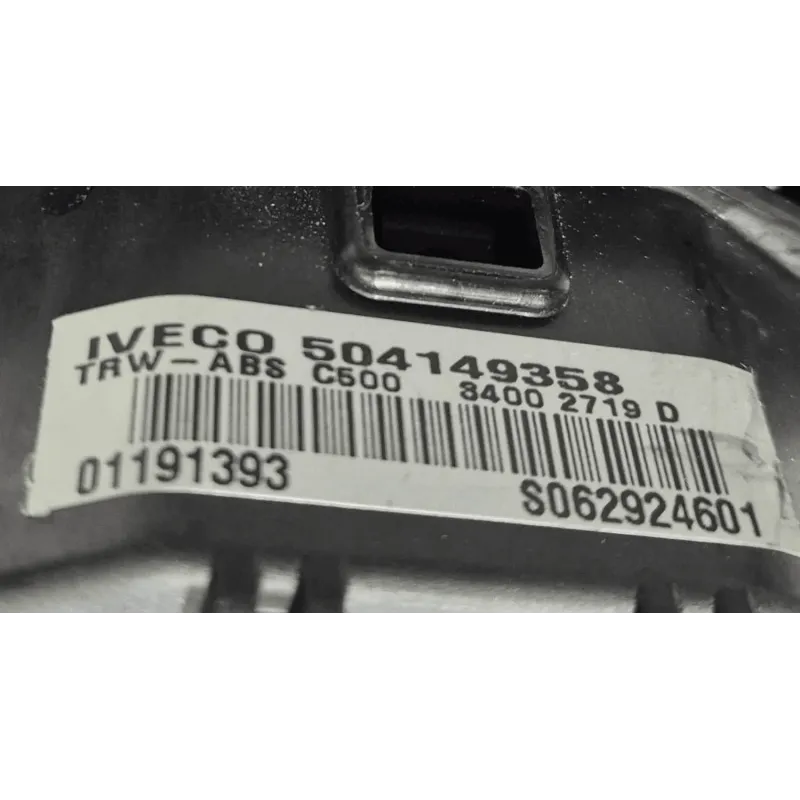 IVECO 504149358
TRW-ABS C500 3400 2719 D
01191393 S062924601